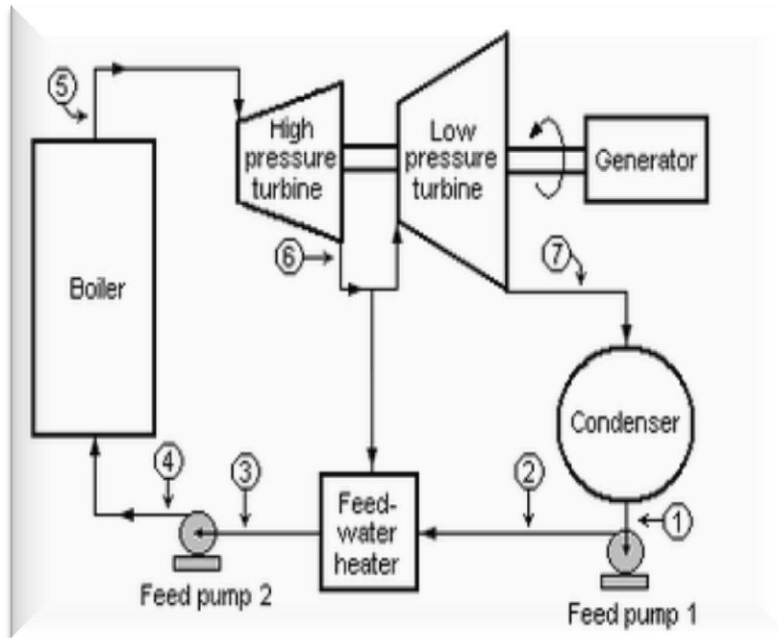 5
High
pressure
turbine
Low
pressure
turbine
Generator
6
7
Boiler
Condenser
4
3
2
1
Feed-
water
heater
Feed pump 2
Feed pump 1